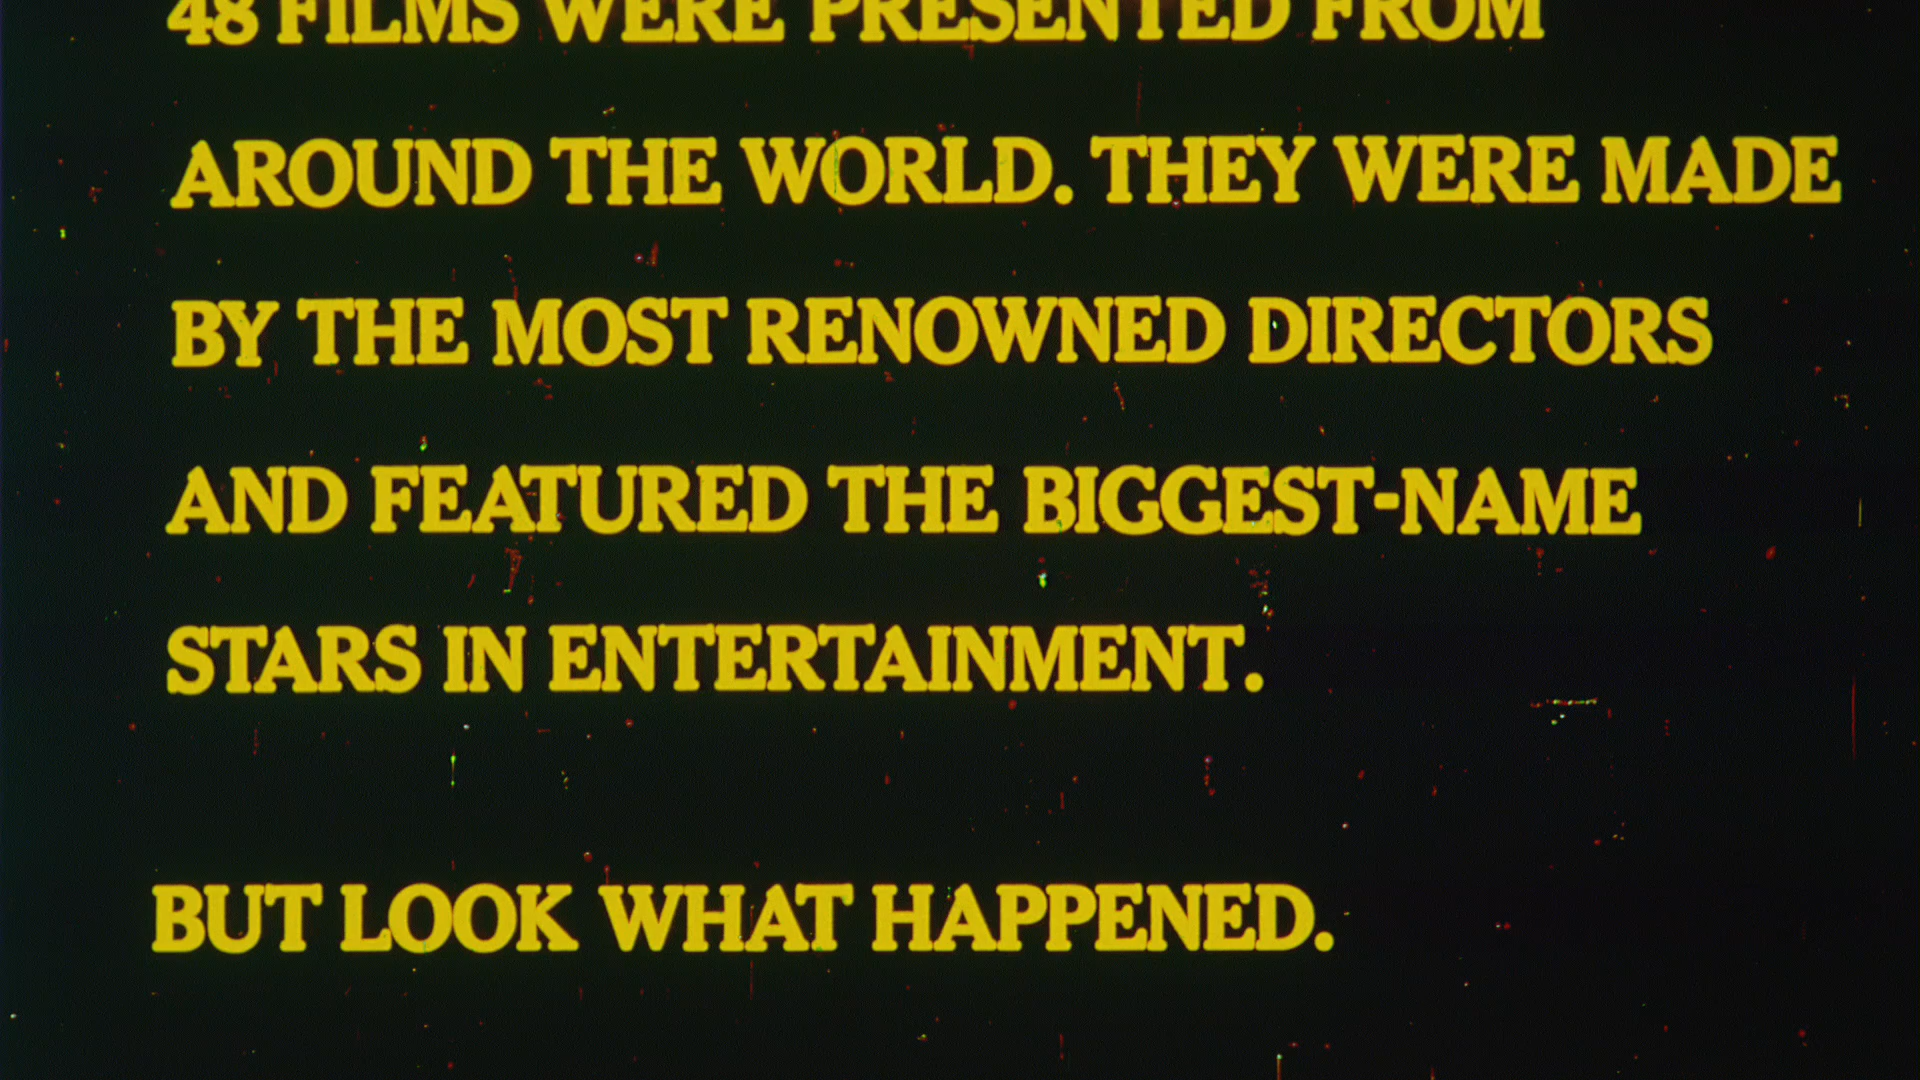 48 FILMS WERE PRESENTED FROM
AROUND THE WORLD. THEY WERE MADE
BY THE MOST RENOWNED DIRECTORS
AND FEATURED THE BIGGEST-NAME
STARS IN ENTERTAINMENT.
BUT LOOK WHAT HAPPENED.